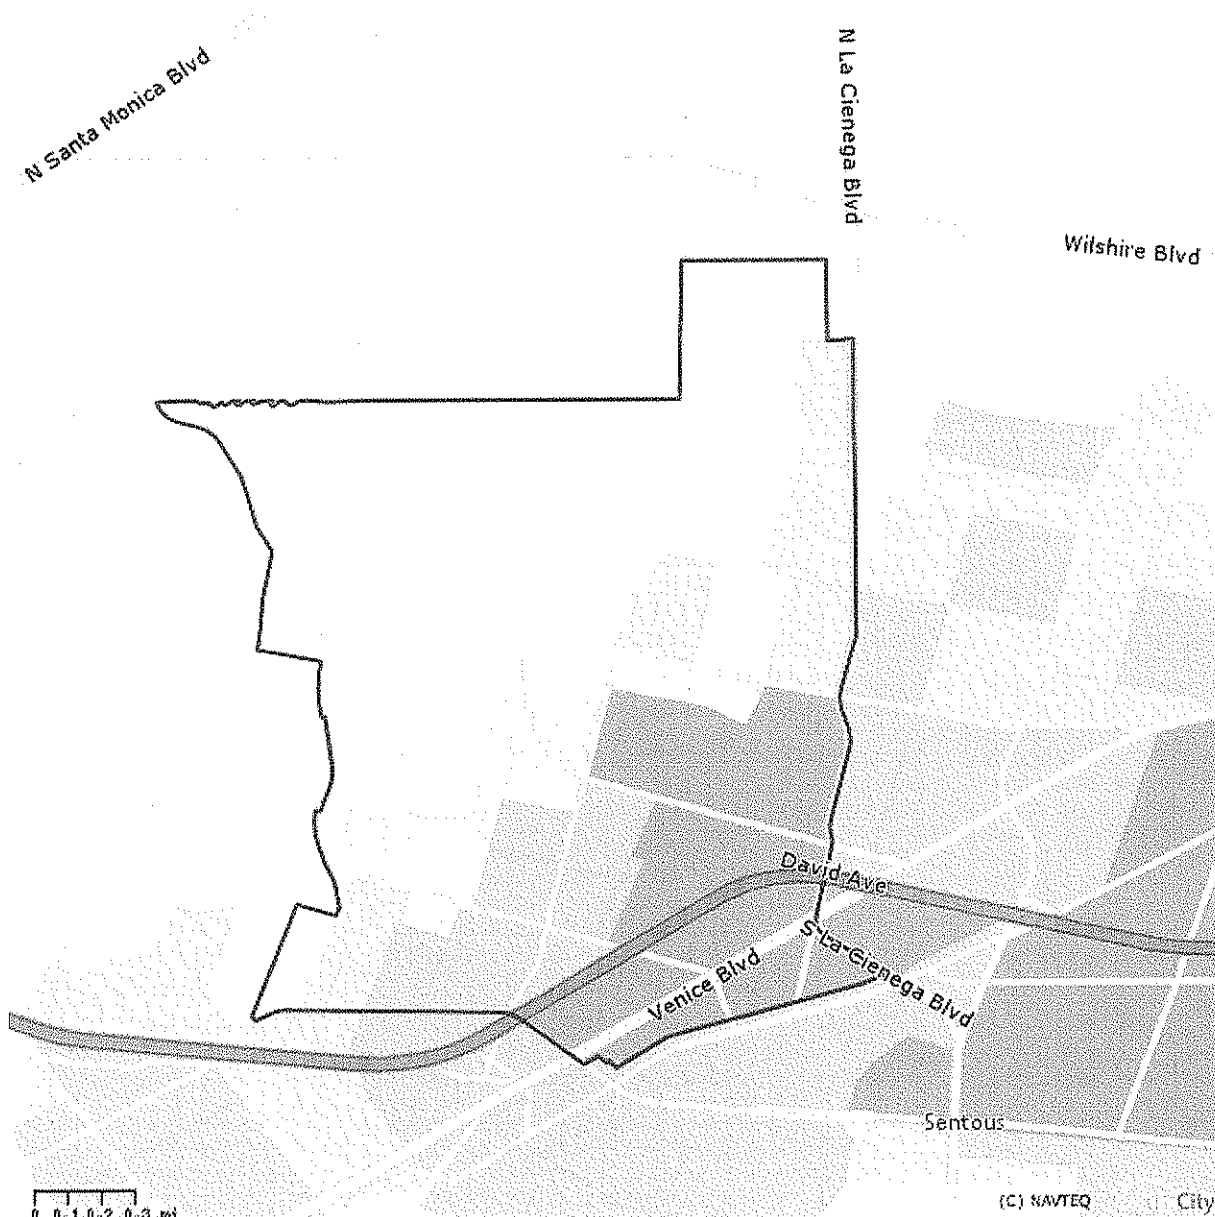 N Santa Monica Blvd
N La Cienega Blvd
Wilshire Blvd
David Ave
S La Cienega Blvd
Venice Blvd
Sentous
(C) NAVTEQ
City